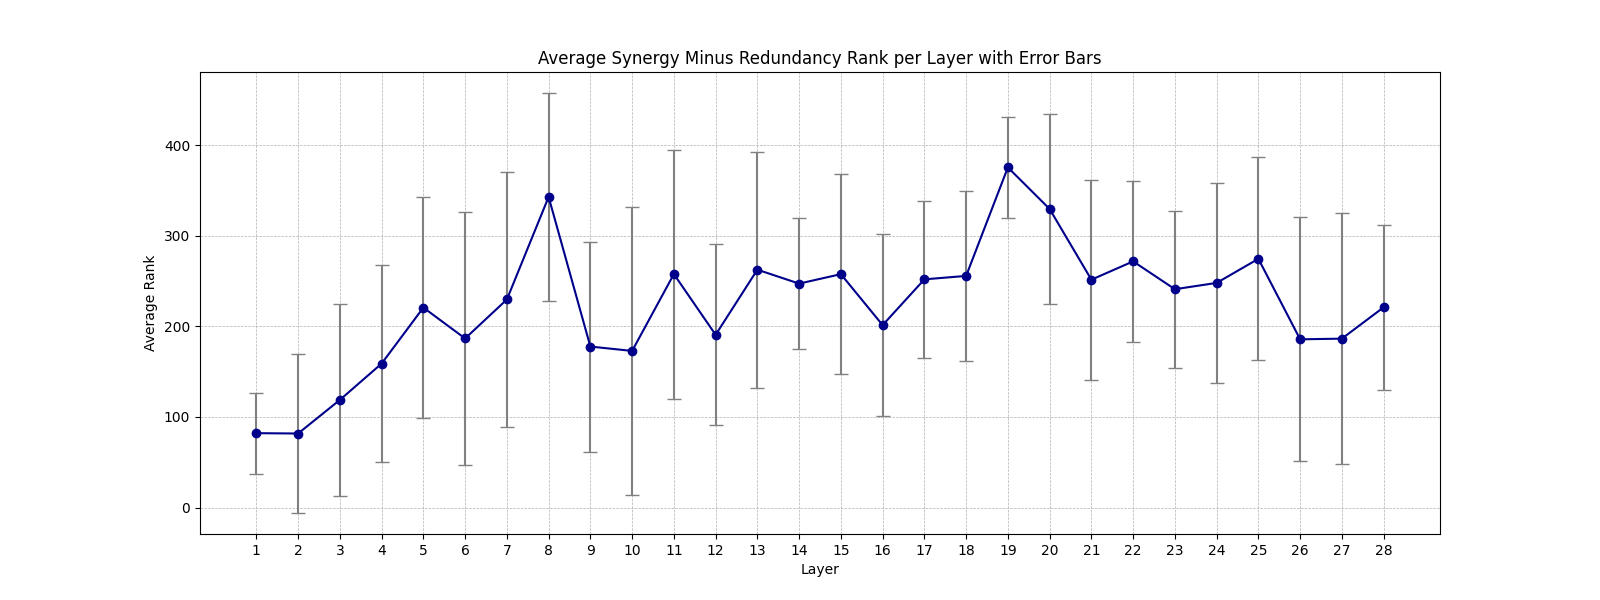 Average Synergy Minus Redundancy Rank per Layer with Error Bars
400
300
200
100
0
Average Rank
1 2 3 4 5 6 7 8 9 10 11 12 13 14 15 16 17 18 19 20 21 22 23 24 25 26 27 28
Layer